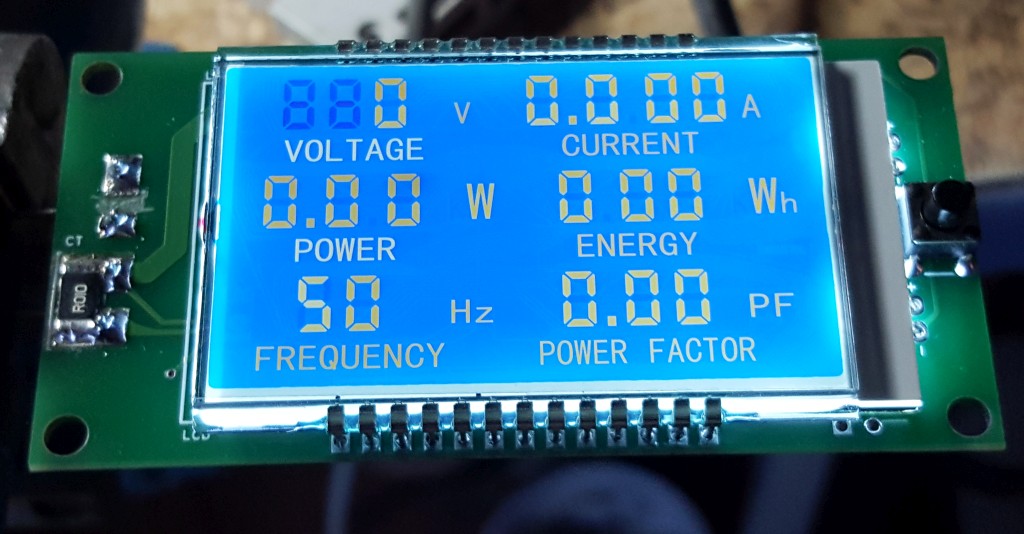 0 V 0.000 A
VOLTAGE CURRENT
0.00 W 000 Wh
POWER ENERGY
50 Hz 0.00 PF
FREQUENCY POWER FACTOR
CT
R010
LCD